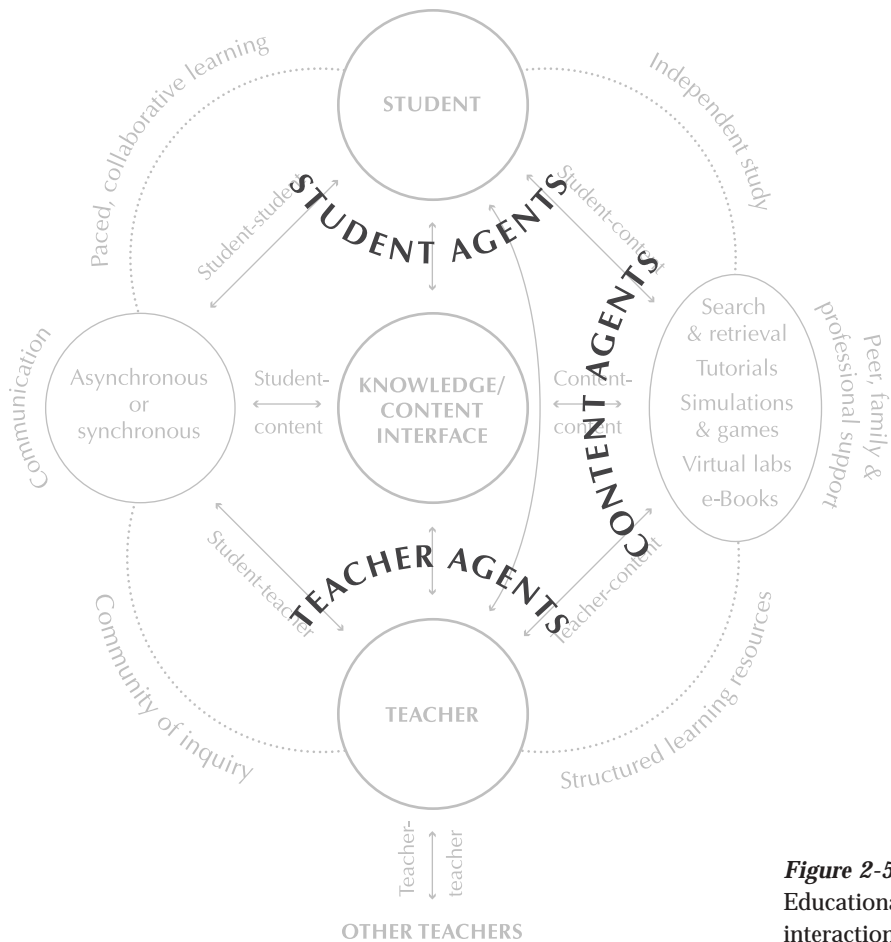 STUDENT
Paced, collaborative learning
Independent study
STUDENT AGENTS
Student-student
Student-content
CONTENT AGENTS
Communication
Asynchronous
or
synchronous
Student-
content
KNOWLEDGE/
CONTENT
INTERFACE
Content-
content
Search
& retrieval
Tutorials
Simulations
& games
Virtual labs
e-Books
Peer, family &
professional support
Student-teacher
TEACHER AGENTS
Teacher-content
Community of inquiry
Structured learning resources
TEACHER
Teacher-
teacher
OTHER TEACHERS
Figure 2-5
Educationa
interaction